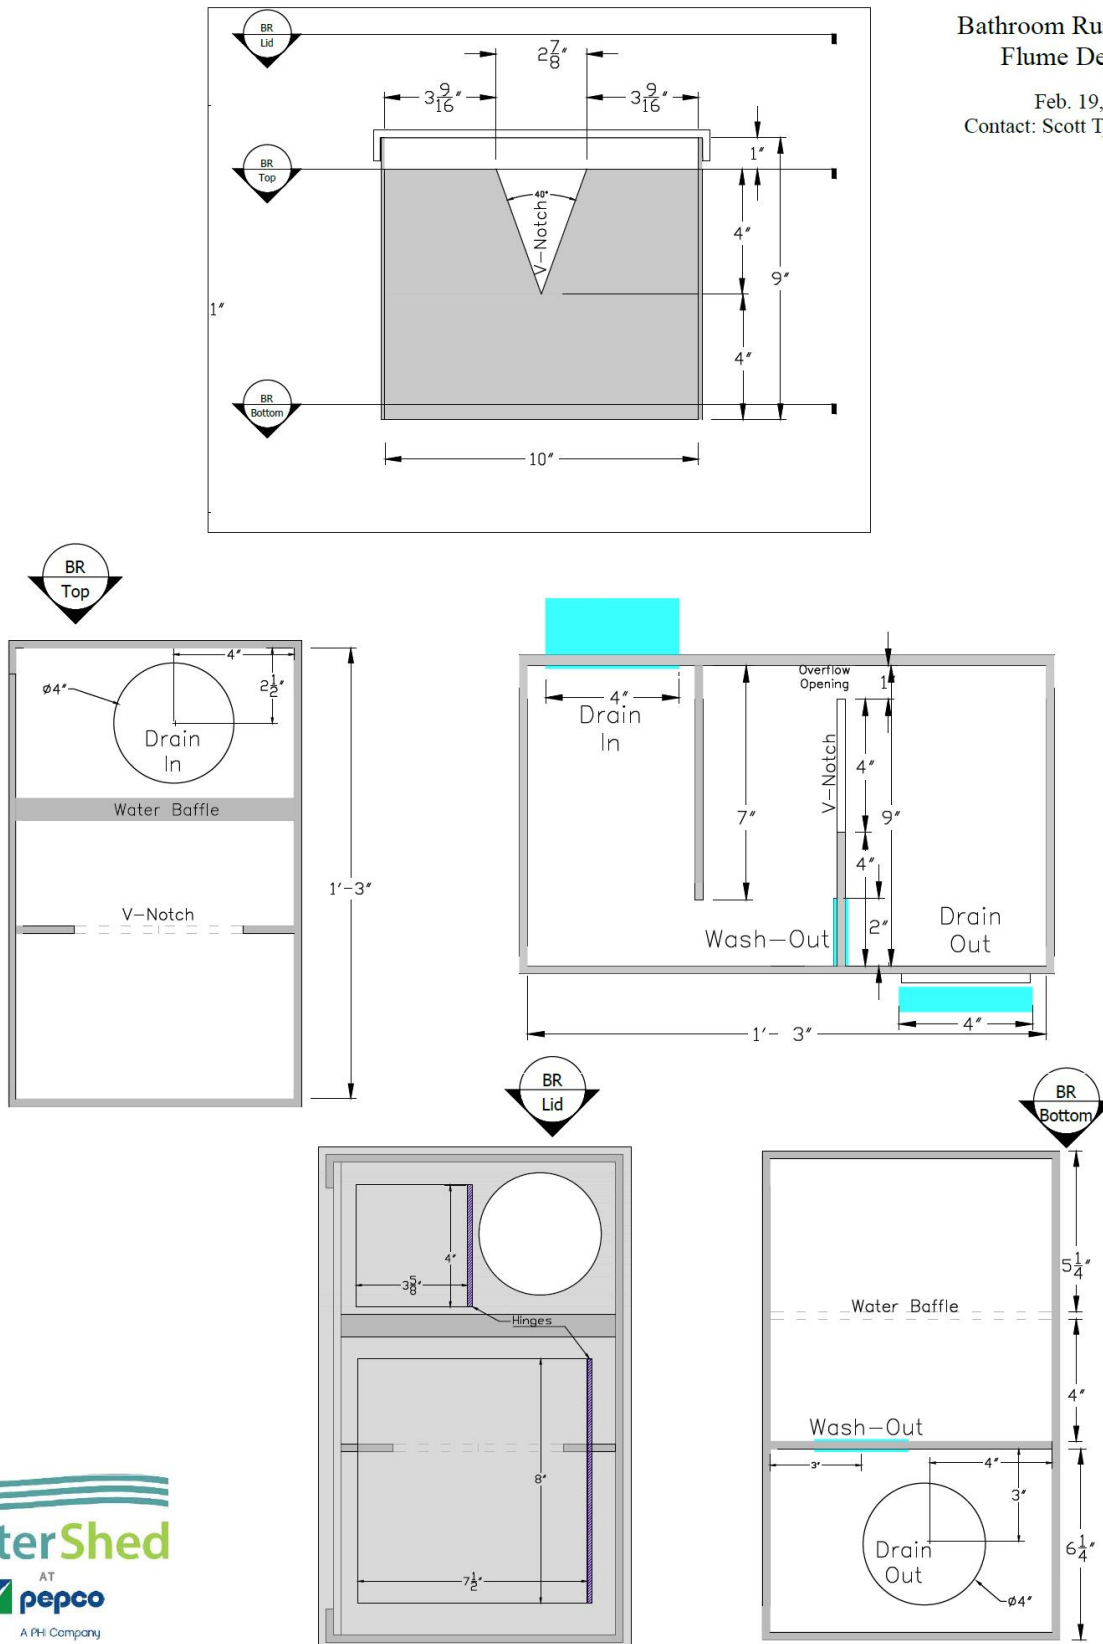 Bathroom
Flume
Feb. 19,
Contact: Scott
BR
Lid
2 7/8"
3 9/16"
3 9/16"
BR
Top
1"
40°
V-Notch
4"
9"
1"
4"
BR
Bottom
10"
BR
Top
4"
2 1/2"
ø4"
Drain
In
Water Baffle
1'-3"
V-Notch
Overflow
Opening
1"
4"
Drain
In
V-Notch
4"
7"
9"
4"
2"
Wash-Out
Drain
Out
4"
1'- 3"
BR
Lid
4"
3 5/8"
Hinges
8"
7 1/2"
BR
Bottom
5 1/4"
Water Baffle
4"
Wash-Out
3"
4"
3"
Drain
Out
6 1/4"
ø4"
terShed
AT
pepco
A PHI Company